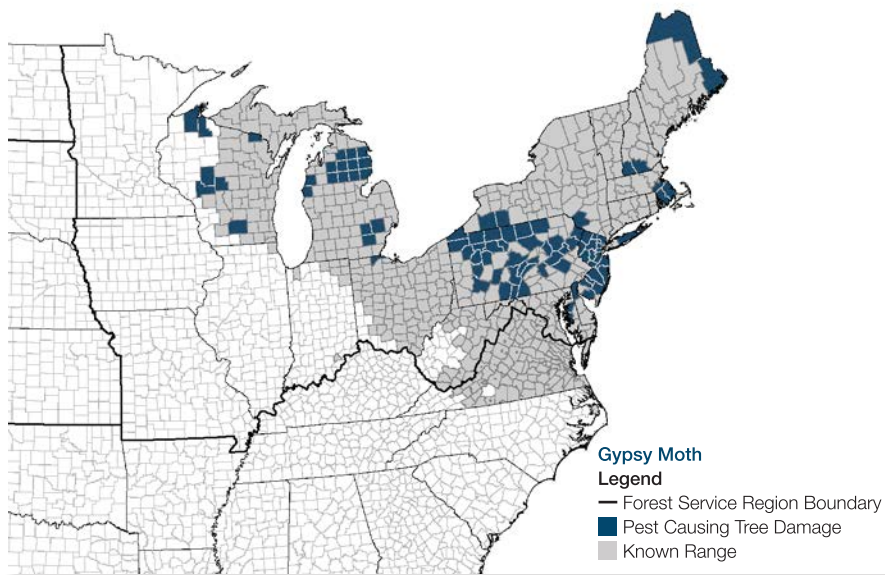 Gypsy Moth
Legend
Forest Service Region Boundary
Pest Causing Tree Damage
Known Range